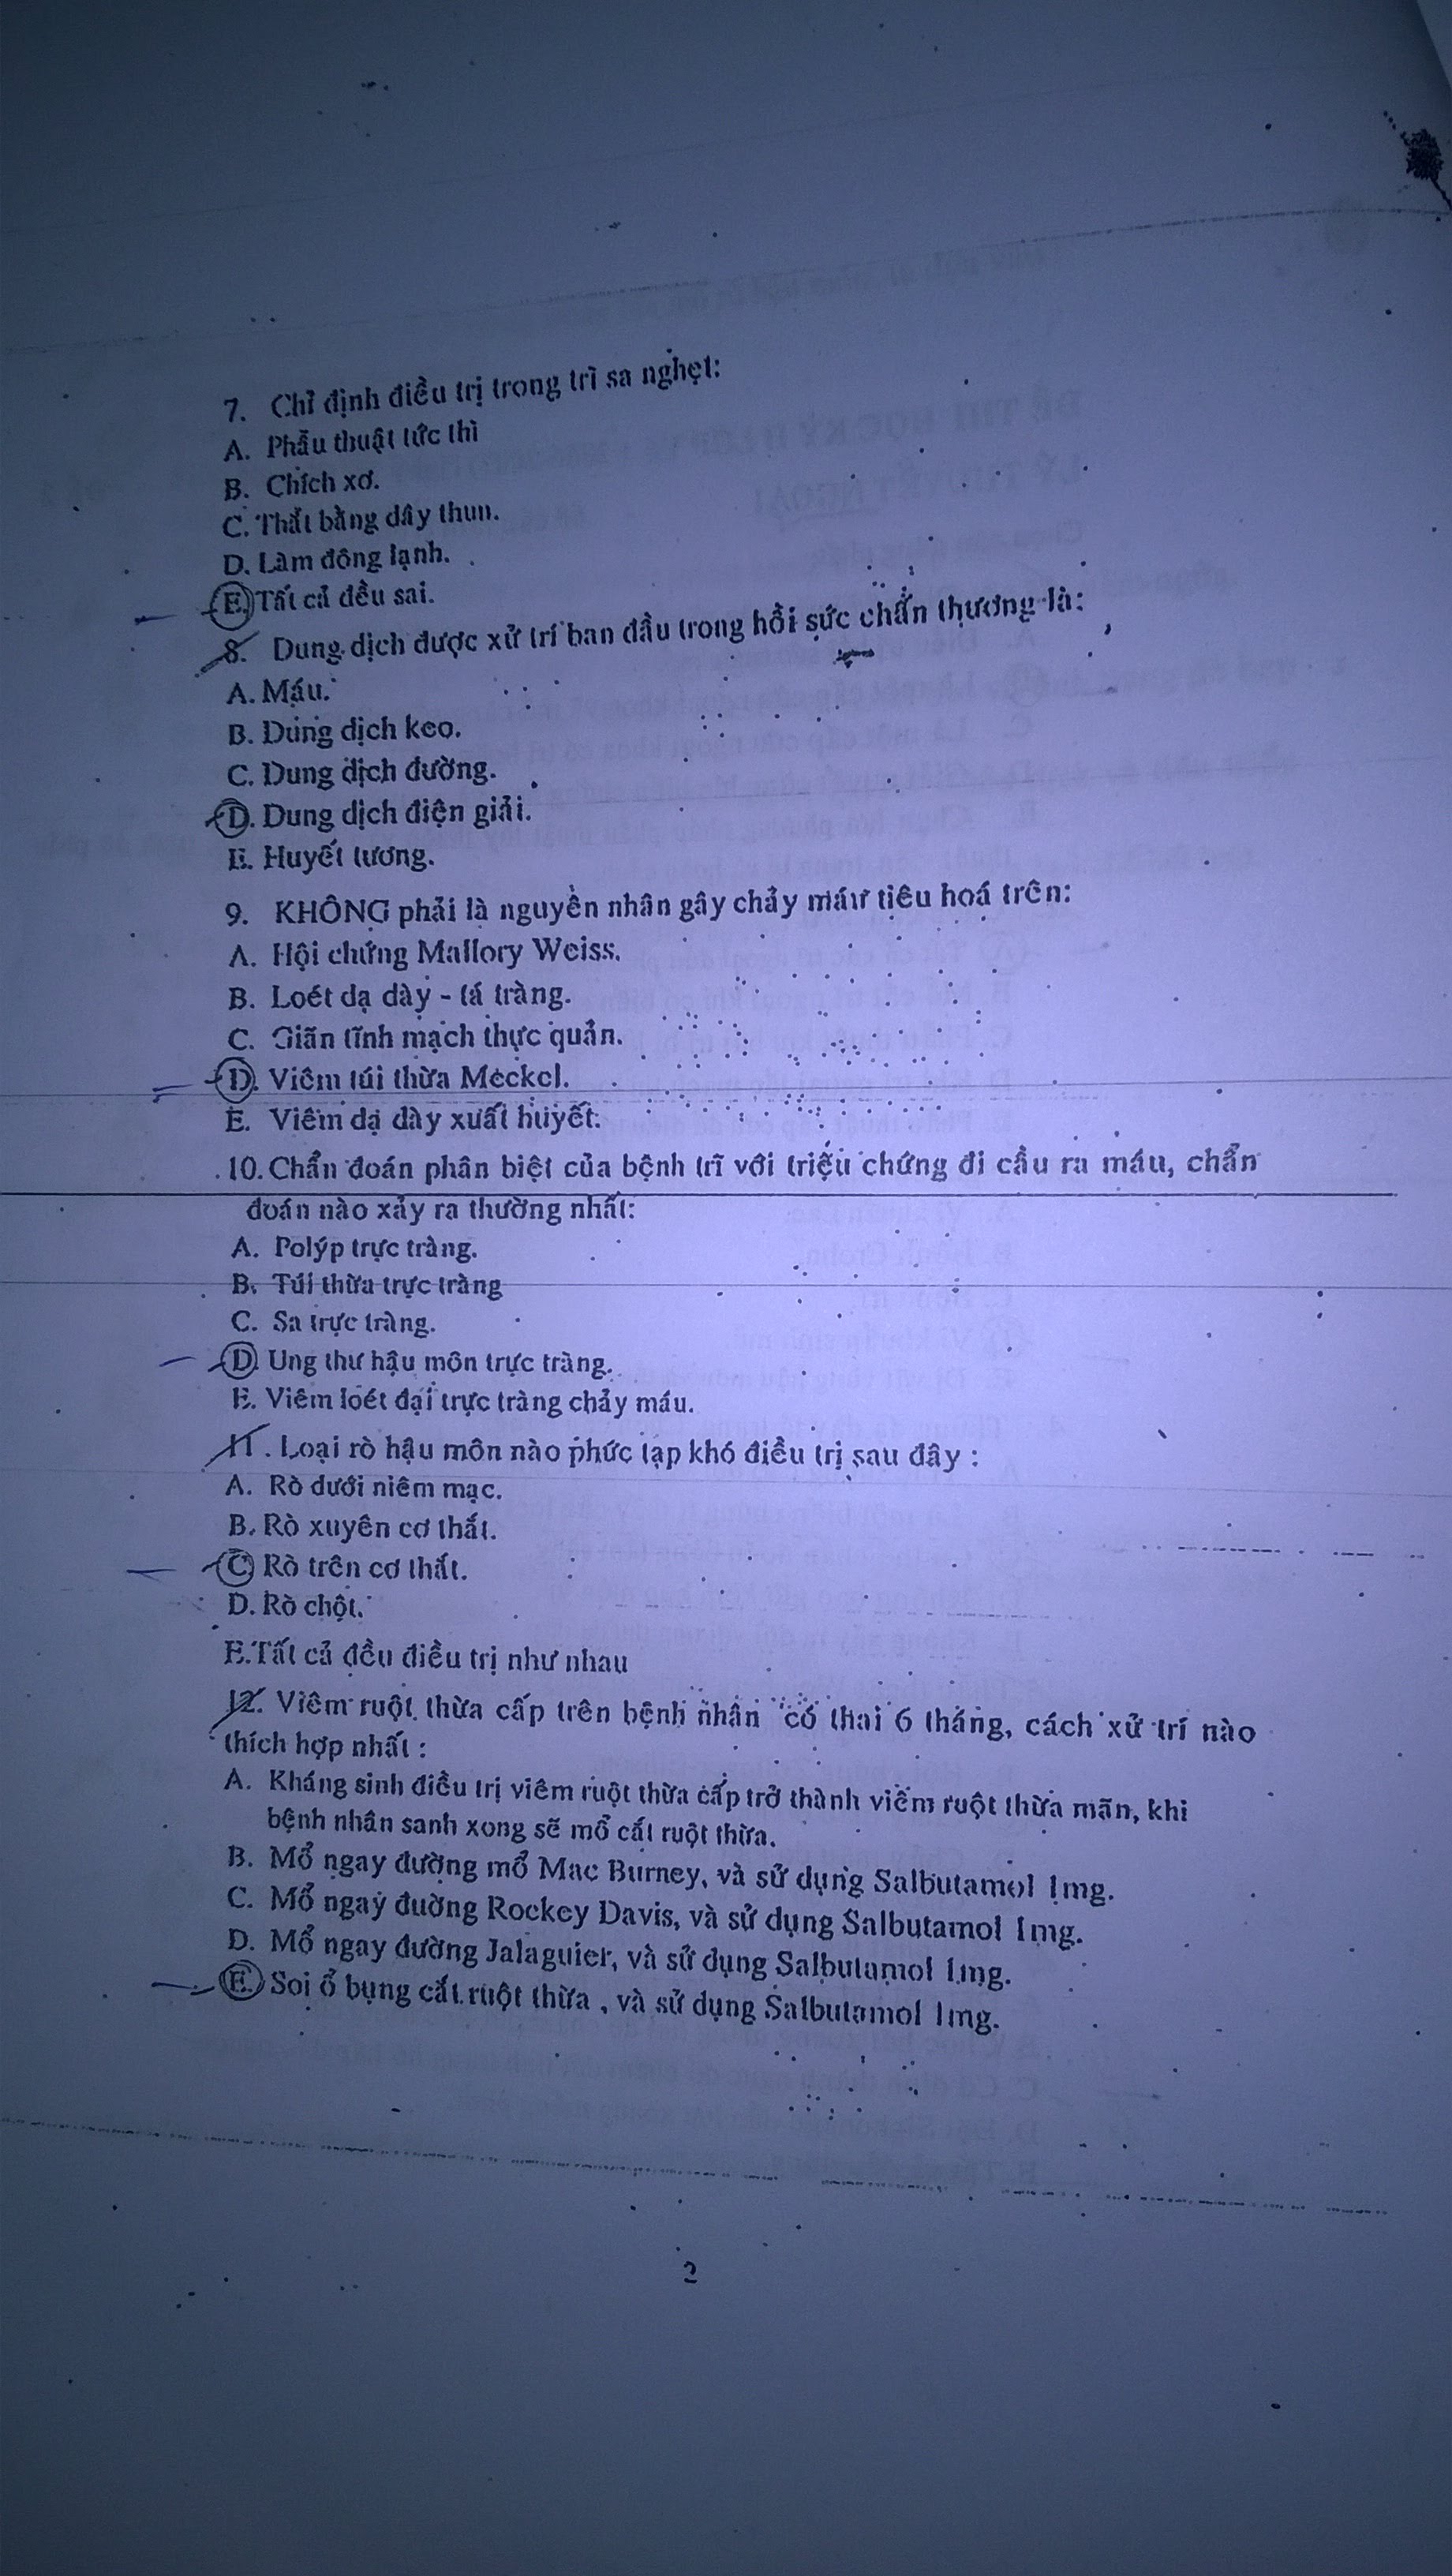 7. Chỉ định điều trị trong trĩ sa nghẹt:
A. Phẫu thuật tức thì
B. Chích xơ.
C. Thắt bằng dây thun.
D. Làm đông lạnh.
E. Tất cả đều sai.
8. Dung dịch được xử trí ban đầu trong hồi sức chấn thương là:
A. Máu.
B. Dung dịch keo.
C. Dung dịch đường.
D. Dung dịch điện giải.
E. Huyết tương.
9. KHÔNG phải là nguyên nhân gây chảy máu tiêu hoá trên:
A. Hội chứng Mallory Weiss.
B. Loét dạ dày - tá tràng.
C. Giãn tĩnh mạch thực quản.
D. Viêm túi thừa Meckel.
E. Viêm dạ dày xuất huyết.
10. Chẩn đoán phân biệt của bệnh trĩ với triệu chứng đi cầu ra máu, chẩn
đoán nào xảy ra thường nhất:
A. Polýp trực tràng.
B. Túi thừa trực tràng
C. Sa trực tràng.
D. Ung thư hậu môn trực tràng.
E. Viêm loét đại trực tràng chảy máu.
11. Loại rò hậu môn nào phức tạp khó điều trị sau đây :
A. Rò dưới niêm mạc.
B. Rò xuyên cơ thắt.
C. Rò trên cơ thắt.
D. Rò chột.
E. Tất cả đều điều trị như nhau
12. Viêm ruột thừa cấp trên bệnh nhân có thai 6 tháng, cách xử trí nào
thích hợp nhất :
A. Kháng sinh điều trị viêm ruột thừa cấp trở thành viêm ruột thừa mãn, khi
bệnh nhân sanh xong sẽ mổ cắt ruột thừa.
B. Mổ ngay đường mổ Mac Burney, và sử dụng Salbutamol 1mg.
C. Mổ ngay đuờng Rockey Davis, và sử dụng Salbutamol 1mg.
D. Mổ ngay đường Jalaguier, và sử dụng Salbutamol 1mg.
E. Soi ổ bụng cắt ruột thừa , và sử dụng Salbutamol 1mg.
2